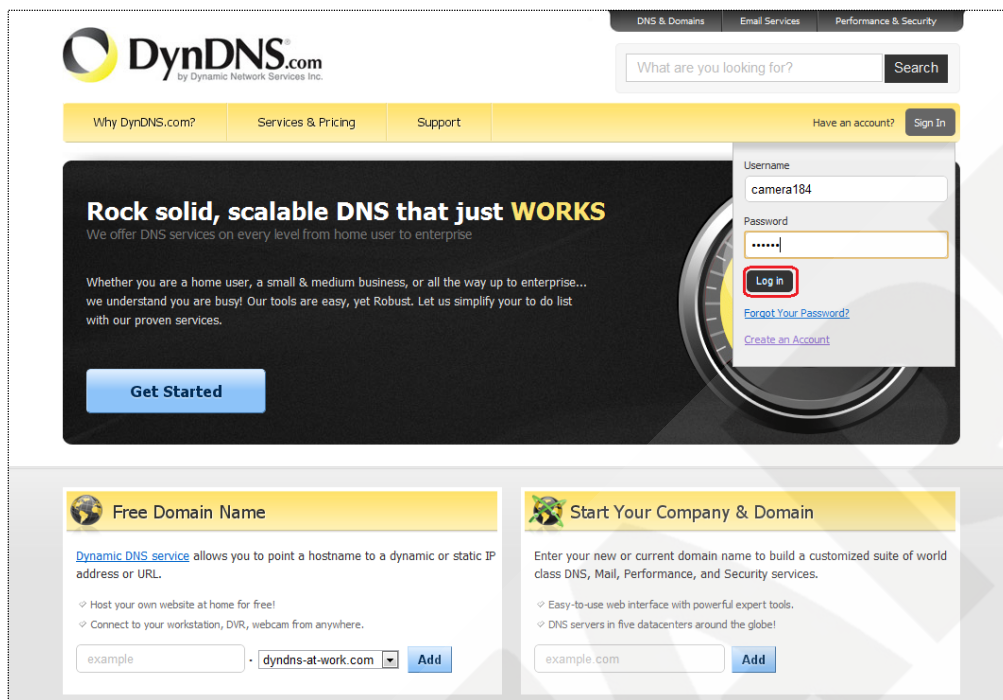 DNS & Domains
Email Services
Performance & Security
DynDNS.com
by Dynamic Network Services Inc.
What are you looking for?
Search
Why DynDNS.com?
Services & Pricing
Support
Have an account?
Sign In
Username
camera184
Password
••••••
Log in
Forgot Your Password?
Create an Account
Rock solid, scalable DNS that just WORKS
We offer DNS services on every level from home user to enterprise
Whether you are a home user, a small & medium business, or all the way up to enterprise...
we understand you are busy! Our tools are easy, yet Robust. Let us simplify your to do list
with our proven services.
Get Started
Free Domain Name
Dynamic DNS service allows you to point a hostname to a dynamic or static IP
address or URL.
Host your own website at home for free!
Connect to your workstation, DVR, webcam from anywhere.
example
. dyndns-at-work.com
Add
Start Your Company & Domain
Enter your new or current domain name to build a customized suite of world
class DNS, Mail, Performance, and Security services.
Easy-to-use web interface with powerful expert tools.
DNS servers in five datacenters around the globe!
example.com
Add